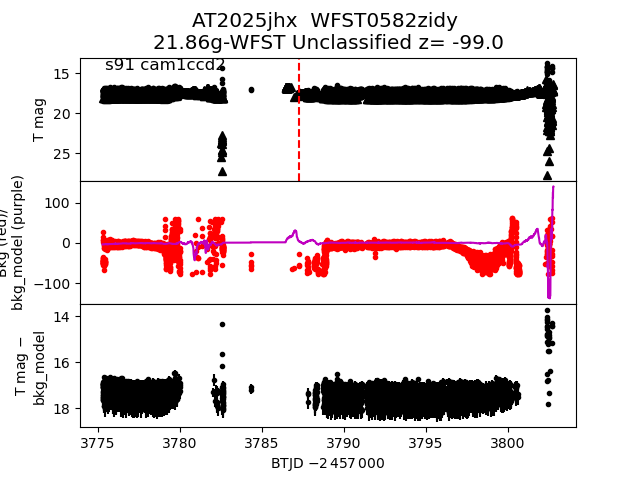 AT2025jhx  WFST0582zidy
21.86g-WFST Unclassified z= -99.0
s91 cam1ccd2
T mag
15
20
25
Bkg (red)/
bkg_model (purple)
100
0
−100
T mag −
bkg_model
14
16
18
3775 3780 3785 3790 3795 3800
BTJD −2 457 000